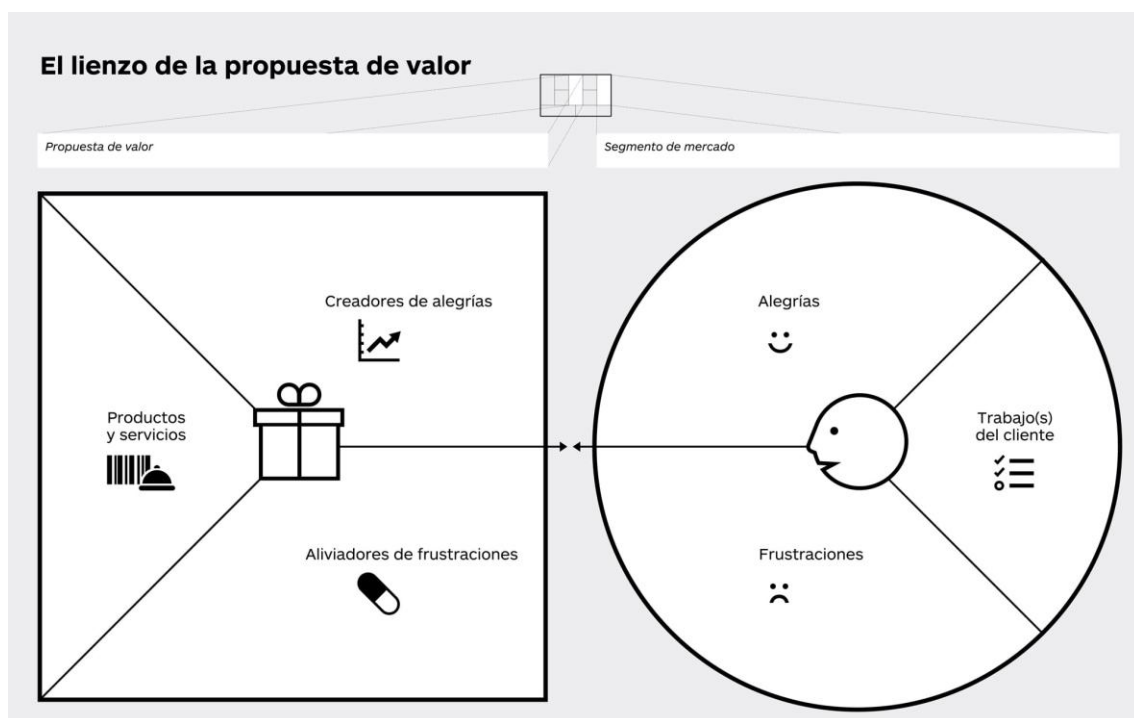 El lienzo de la propuesta de valor
Propuesta de valor
Segmento de mercado
Creadores de alegrías
Productos
y servicios
Aliviadores de frustraciones
Alegrías
Trabajo(s)
del cliente
Frustraciones